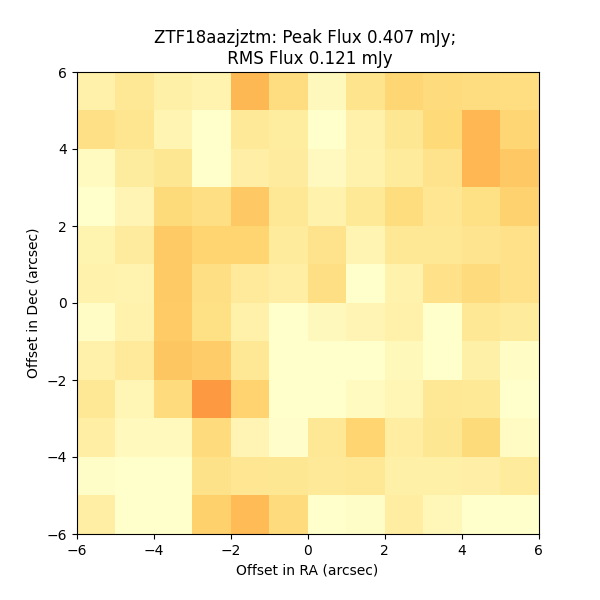 ZTF18aazjztm: Peak Flux 0.407 mJy;
RMS Flux 0.121 mJy
6
4
2
0
−2
−4
−6
Offset in Dec (arcsec)
−6 −4 −2 0 2 4 6
Offset in RA (arcsec)